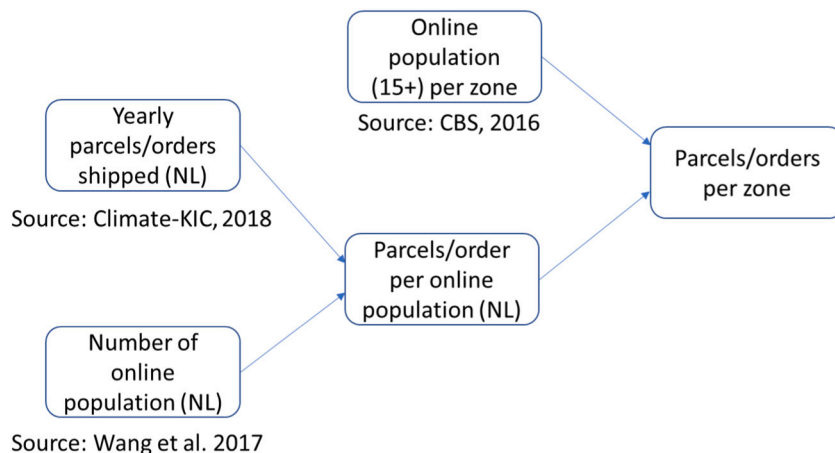 Online
population
(15+) per zone
Source: CBS, 2016
Yearly
parcels/orders
shipped (NL)
Source: Climate-KIC, 2018
Parcels/orders
per zone
Parcels/order
per online
population (NL)
Number of
online
population (NL)
Source: Wang et al. 2017